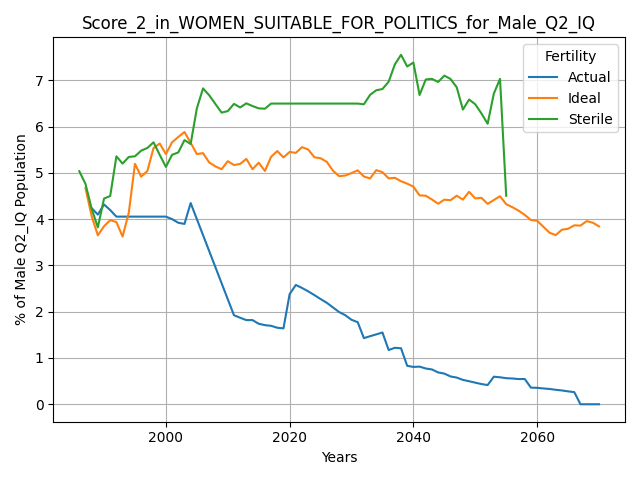 Score_2_in_WOMEN_SUITABLE_FOR_POLITICS_for_Male_Q2_IQ
Fertility
Actual
Ideal
Sterile
% of Male Q2_IQ Population
7
6
5
4
3
2
1
0
2000 2020 2040 2060
Years